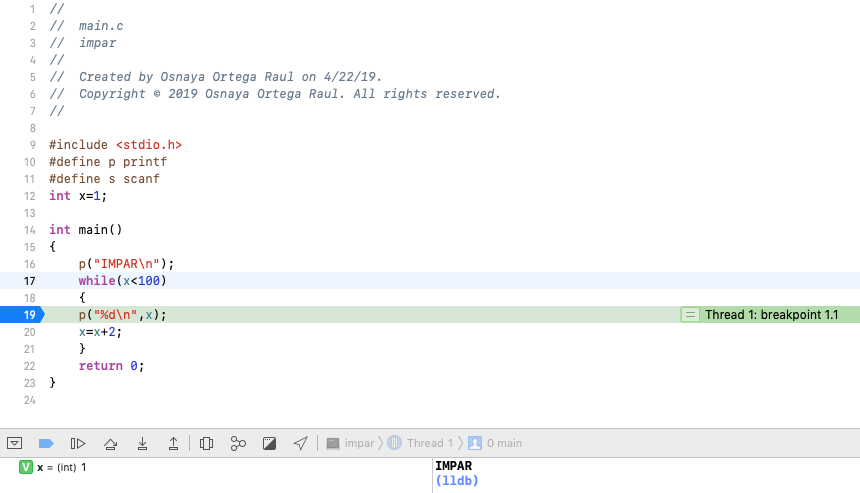 1 //
2 //  main.c
3 //  impar
4 //
5 //  Created by Osnaya Ortega Raul on 4/22/19.
6 //  Copyright © 2019 Osnaya Ortega Raul. All rights reserved.
7 //
8
9 #include <stdio.h>
10 #define p printf
11 #define s scanf
12 int x=1;
13
14 int main()
15 {
16     p("IMPAR\n");
17     while(x<100)
18     {
19     p("%d\n",x); Thread 1: breakpoint 1.1
20     x=x+2;
21     }
22     return 0;
23 }
24
impar Thread 1 0 main
V x = (int) 1
IMPAR
(lldb)